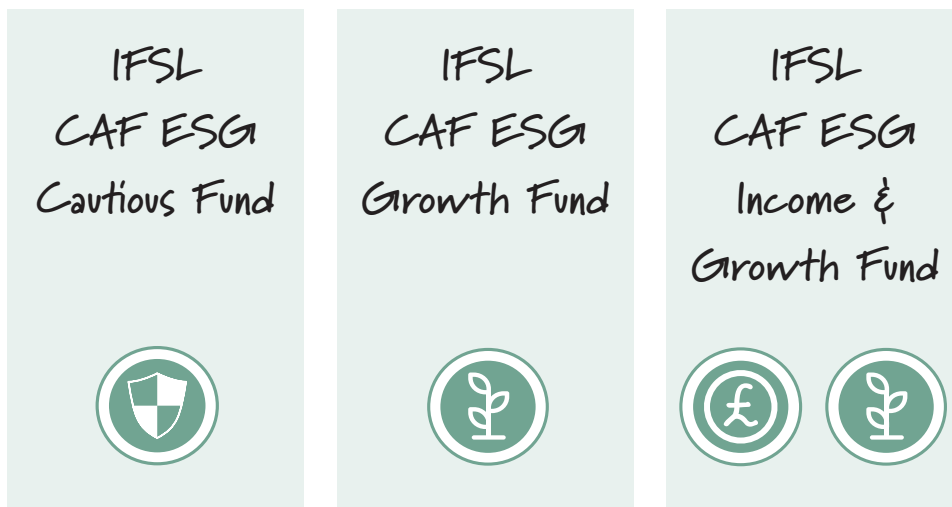 IFSL
CAF ESG
Cautious Fund
IFSL
CAF ESG
Growth Fund
IFSL
CAF ESG
Income &
Growth Fund
£